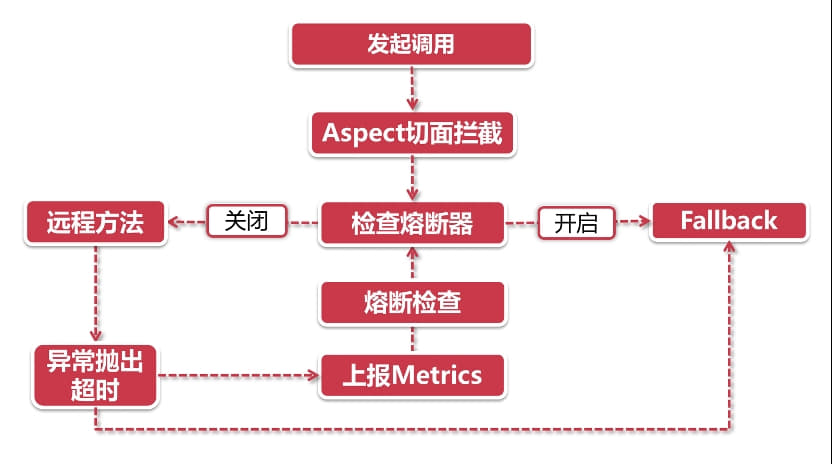 发起调用
Aspect切面拦截
远程方法
关闭
检查熔断器
开启
Fallback
熔断检查
异常抛出
超时
上报Metrics